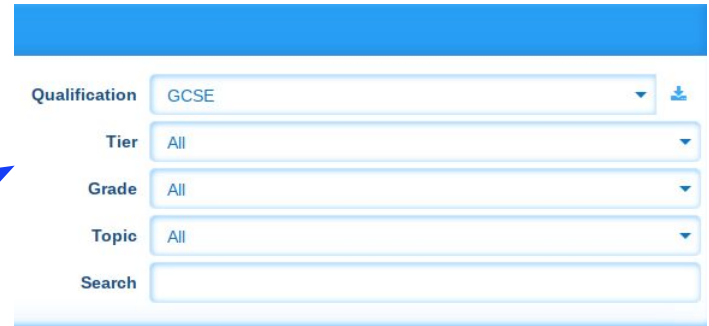 Qualification GCSE
Tier All
Grade All
Topic All
Search